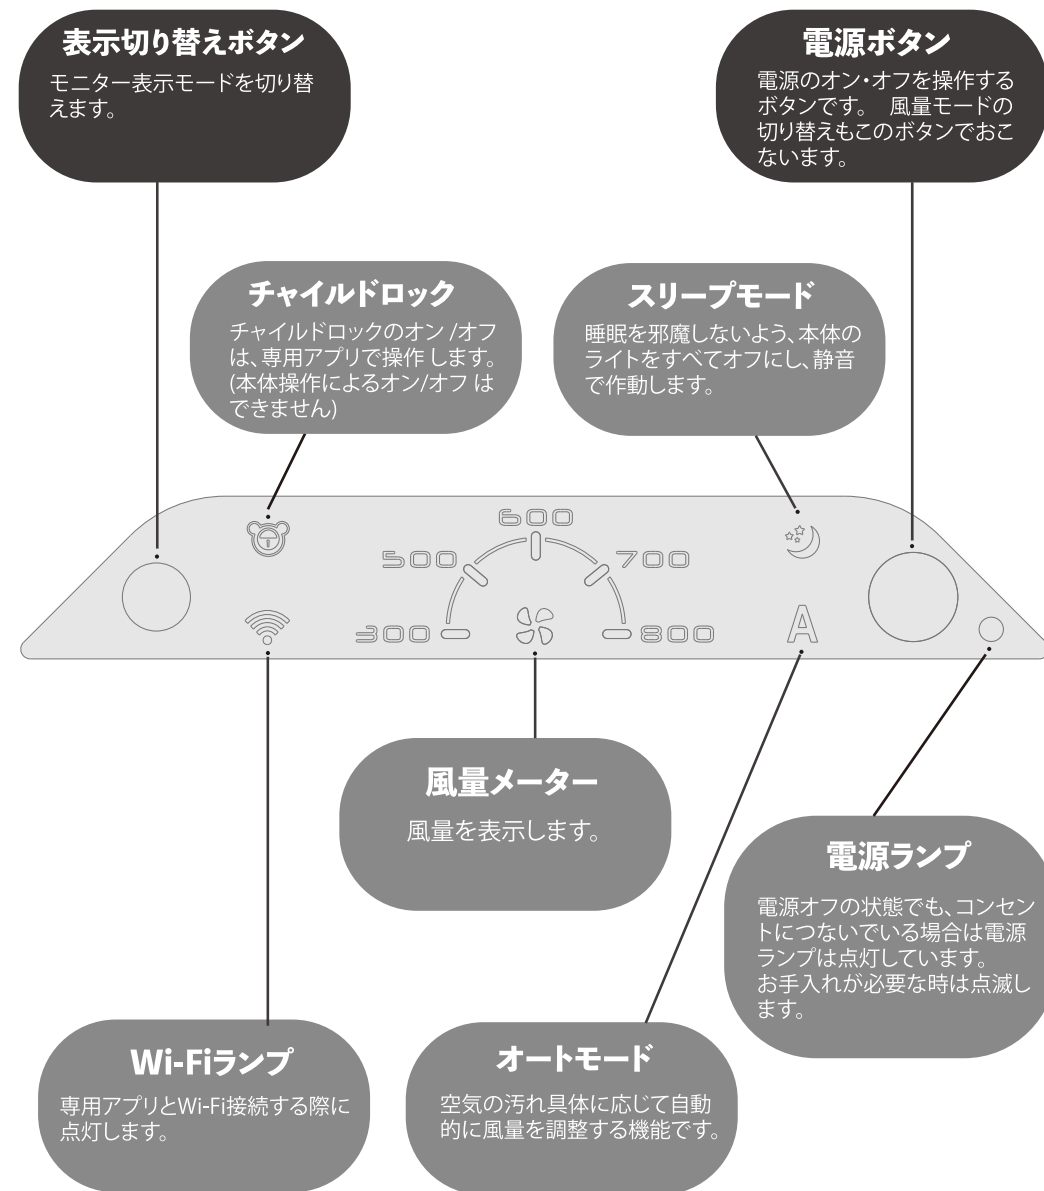 表示切り替えボタン
モニター表示モードを切り替
えます。
電源ボタン
電源のオン・オフを操作する
ボタンです。 風量モードの
切り替えもこのボタンでおこ
ないます。
チャイルドロック
チャイルドロックのオン /オフ
は、専用アプリで操作 します。
(本体操作によるオン/オフ は
できません)
スリープモード
睡眠を邪魔しないよう、本体の
ライトをすべてオフにし、静音
で作動します。
600
500
700
300
800
A
風量メーター
風量を表示します。
電源ランプ
電源オフの状態でも、コンセン
トにつないでいる場合は電源
ランプは点灯しています。
お手入れが必要な時は点滅し
ます。
Wi-Fiランプ
専用アプリとWi-Fi接続する際に
点灯します。
オートモード
空気の汚れ具体に応じて自動
的に風量を調整する機能です。